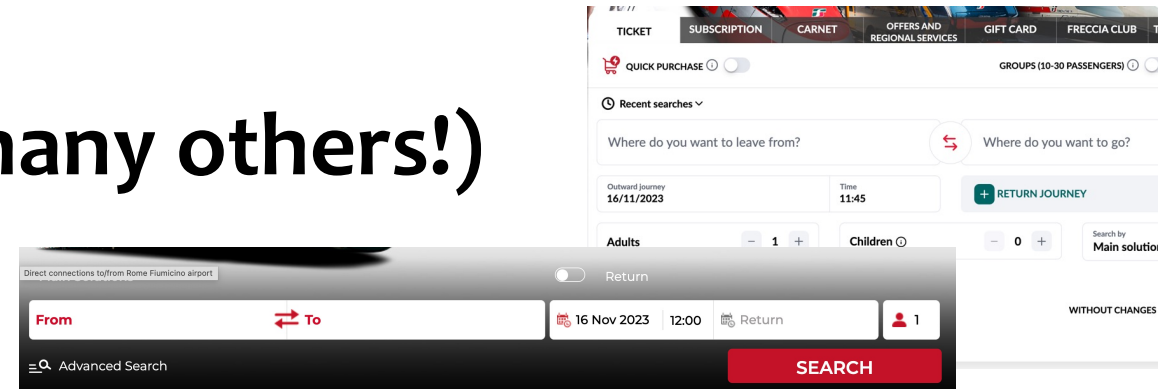 TICKET SUBSCRIPTION CARNET OFFERS AND REGIONAL SERVICES GIFT CARD FRECCIA CLUB
QUICK PURCHASE GROUPS (10-30 PASSENGERS)
Recent searches
many others!)
Where do you want to leave from? Where do you want to go?
Outward journey Time
16/11/2023 11:45 + RETURN JOURNEY
Adults - 1 + Children - 0 + Search by
Main solution
WITHOUT CHANGES
Direct connections to/from Rome Fiumicino airport
Return
From To 16 Nov 2023 12:00 Return 1
Advanced Search SEARCH